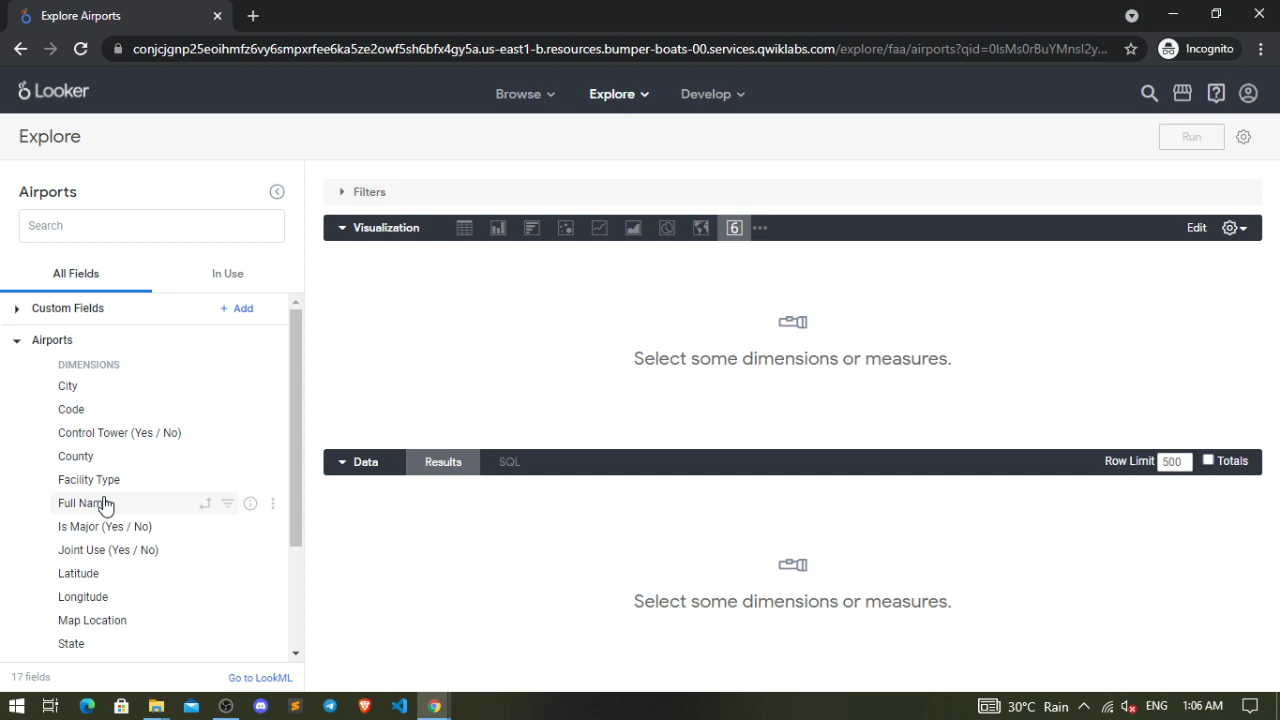 Explore Airports
conjcjgnp25eoihmfz6vy6smpxrfee6ka5ze2owf5sh6bfx4gy5a.us-east1-b.resources.bumper-boats-00.services.qwiklabs.com/explore/faa/airports?qid=0IsMs0rBuYMnsl2y...
Incognito
Looker
Browse
Explore
Develop
Explore
Run
Airports
Search
All Fields
In Use
Custom Fields
+ Add
Airports
DIMENSIONS
City
Code
Control Tower (Yes / No)
County
Facility Type
Full Nam
Is Major (Yes / No)
Joint Use (Yes / No)
Latitude
Longitude
Map Location
State
17 fields
Go to LookML
Filters
Visualization
6
Edit
Select some dimensions or measures.
Data
Results
SQL
Row Limit 500
Totals
Select some dimensions or measures.
30°C Rain
ENG
1:06 AM